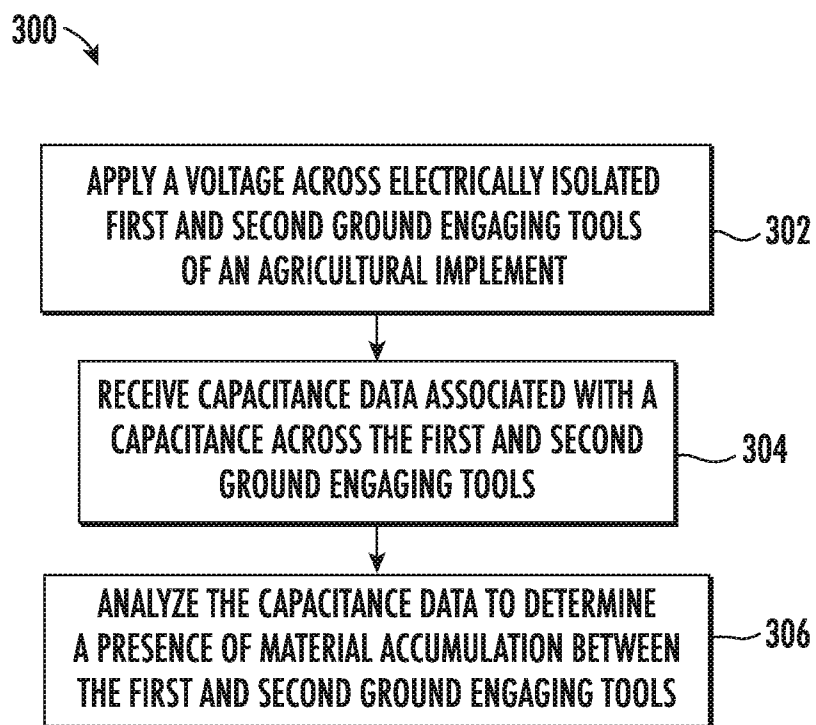 300
APPLY A VOLTAGE ACROSS ELECTRICALLY ISOLATED
FIRST AND SECOND GROUND ENGAGING TOOLS
OF AN AGRICULTURAL IMPLEMENT
302
RECEIVE CAPACITANCE DATA ASSOCIATED WITH A
CAPACITANCE ACROSS THE FIRST AND SECOND
GROUND ENGAGING TOOLS
304
ANALYZE THE CAPACITANCE DATA TO DETERMINE
A PRESENCE OF MATERIAL ACCUMULATION BETWEEN
THE FIRST AND SECOND GROUND ENGAGING TOOLS
306